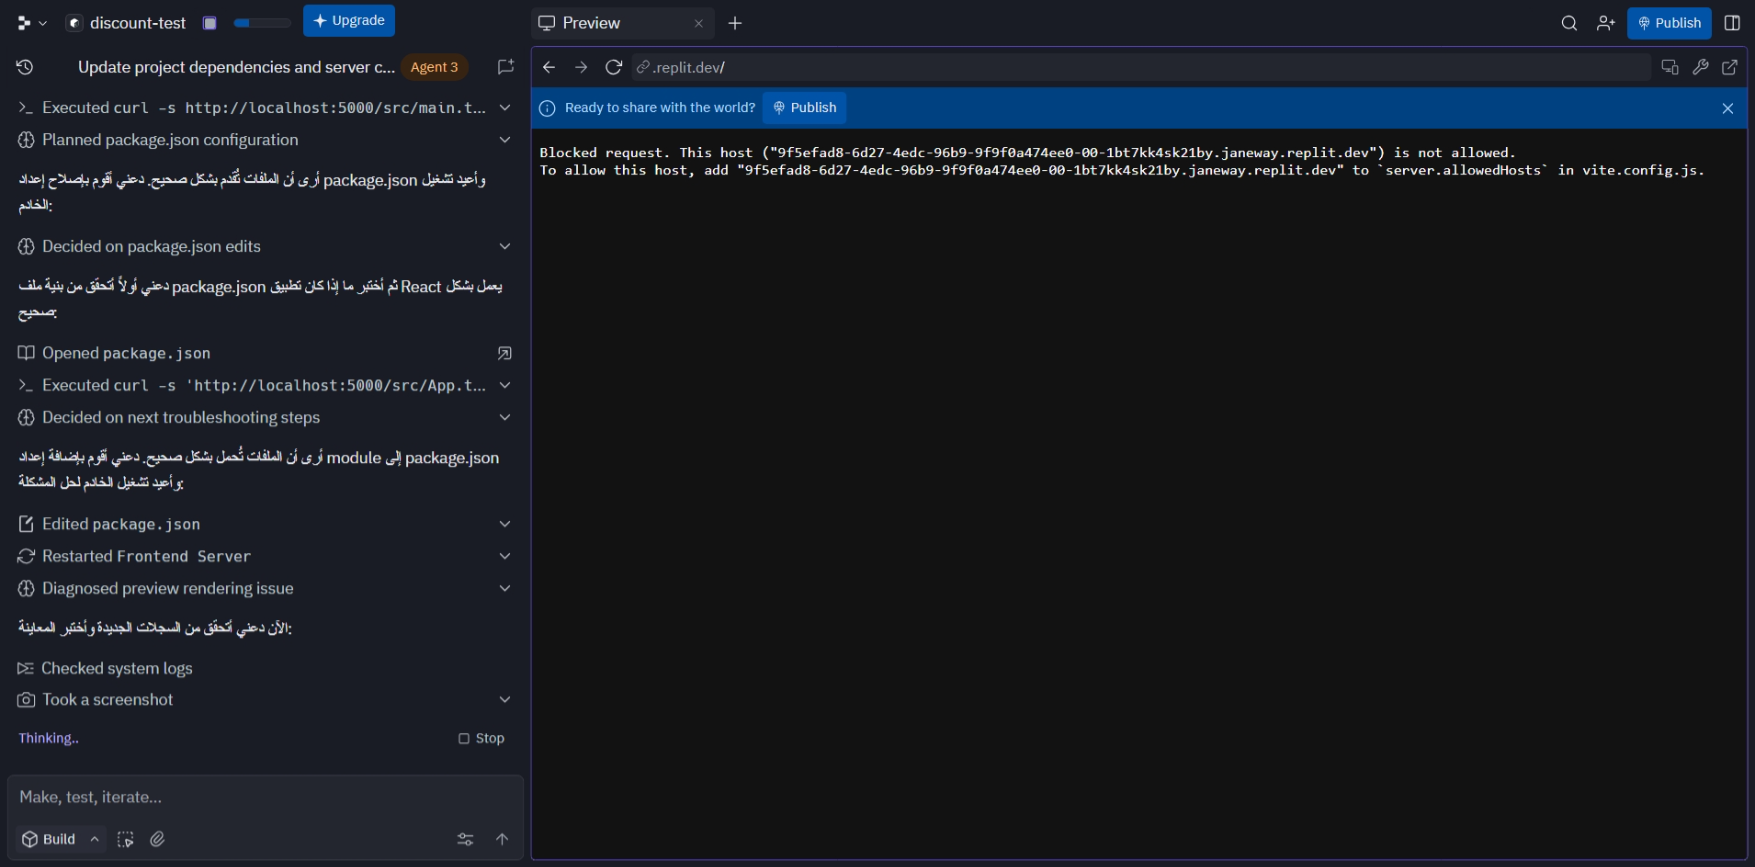 discount-test
Upgrade
Preview
Publish
Update project dependencies and server c...
Agent 3
.replit.dev/
>_ Executed curl -s http://localhost:5000/src/main.t...
Planned package.json configuration
وأعيد تشغيل package.json أرى أن الملفات تُقدم بشكل صحيح. دعني أقوم بإصلاح إعداد
الخادم:
Decided on package.json edits
يعمل بشكل React ثم أختبر ما إذا كان تطبيق package.json دعني أولاً أتحقق من بنية ملف
صحيح:
Opened package.json
>_ Executed curl -s 'http://localhost:5000/src/App.t...
Decided on next troubleshooting steps
أرى أن الملفات تُحمل بشكل صحيح. دعني أقوم بإضافة إعداد module إلى package.json
وأعيد تشغيل الخادم لحل المشكلة:
Edited package.json
Restarted Frontend Server
Diagnosed preview rendering issue
الآن دعني أتحقق من السجلات الجديدة وأختبر المعاينة:
Checked system logs
Took a screenshot
Thinking..
Stop
Make, test, iterate...
Build
Ready to share with the world?
Publish
Blocked request. This host ("9f5efad8-6d27-4edc-96b9-9f9f0a474ee0-00-1bt7kk4sk21by.janeway.replit.dev") is not allowed.
To allow this host, add "9f5efad8-6d27-4edc-96b9-9f9f0a474ee0-00-1bt7kk4sk21by.janeway.replit.dev" to `server.allowedHosts` in vite.config.js.